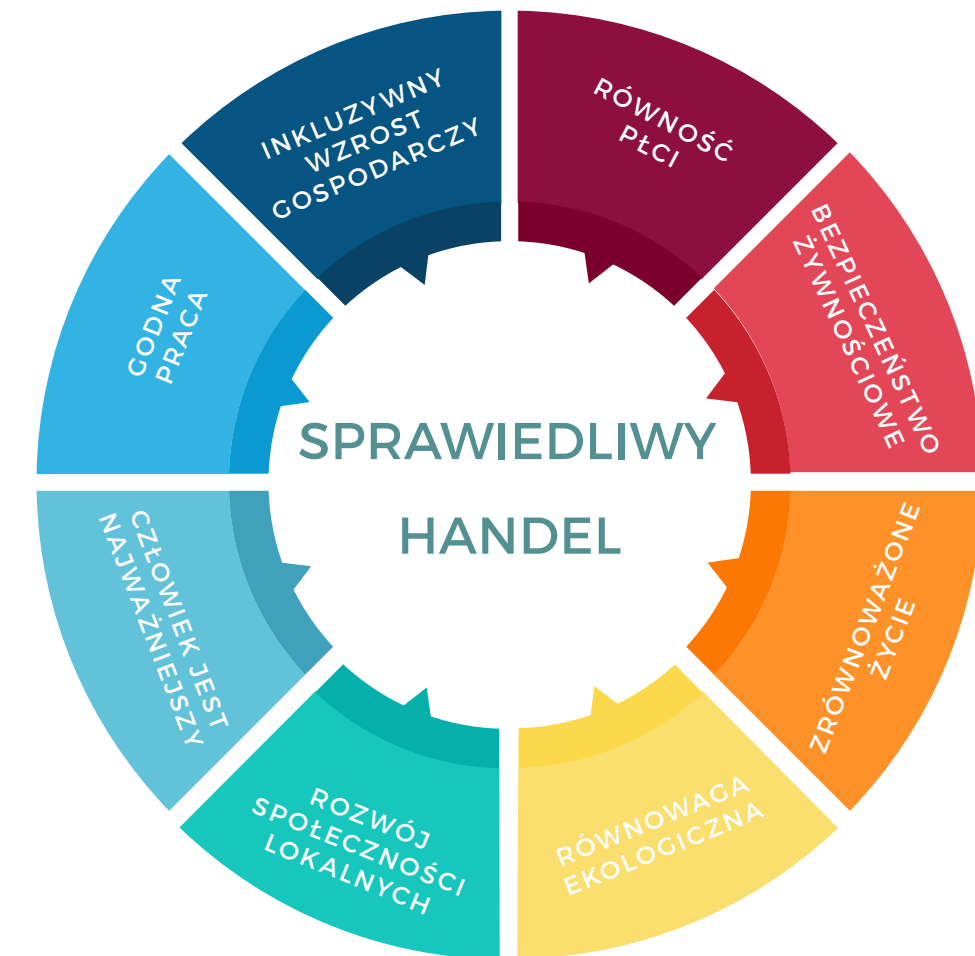 INKLUZYWNY
WZROST
GOSPODARCZY
RÓWNOŚĆ
PŁCI
BEZPIECZEŃSTWO
ŻYWNOŚCIOWE
ZRÓWNOWAŻONE
ŻYCIE
RÓWNOWAGA
EKOLOGICZNA
ROZWÓJ
SPOŁECZNOŚCI
LOKALNYCH
CZŁOWIEK JEST
NAJWAŻNIEJSZY
GODNA
PRACA
SPRAWIEDLIWY
HANDEL